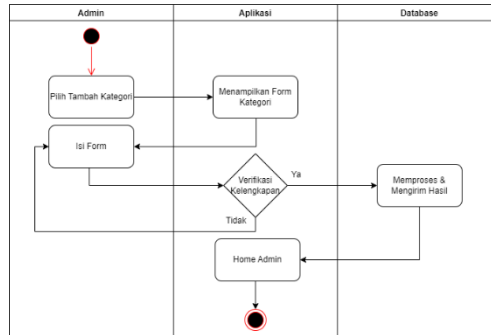 Admin
Aplikasi
Database
Pilih Tambah Kategori
Menampilkan Form
Kategori
Isi Form
Verifikasi
Kelengkapan
Ya
Memproses &
Mengirim Hasil
Tidak
Home Admin